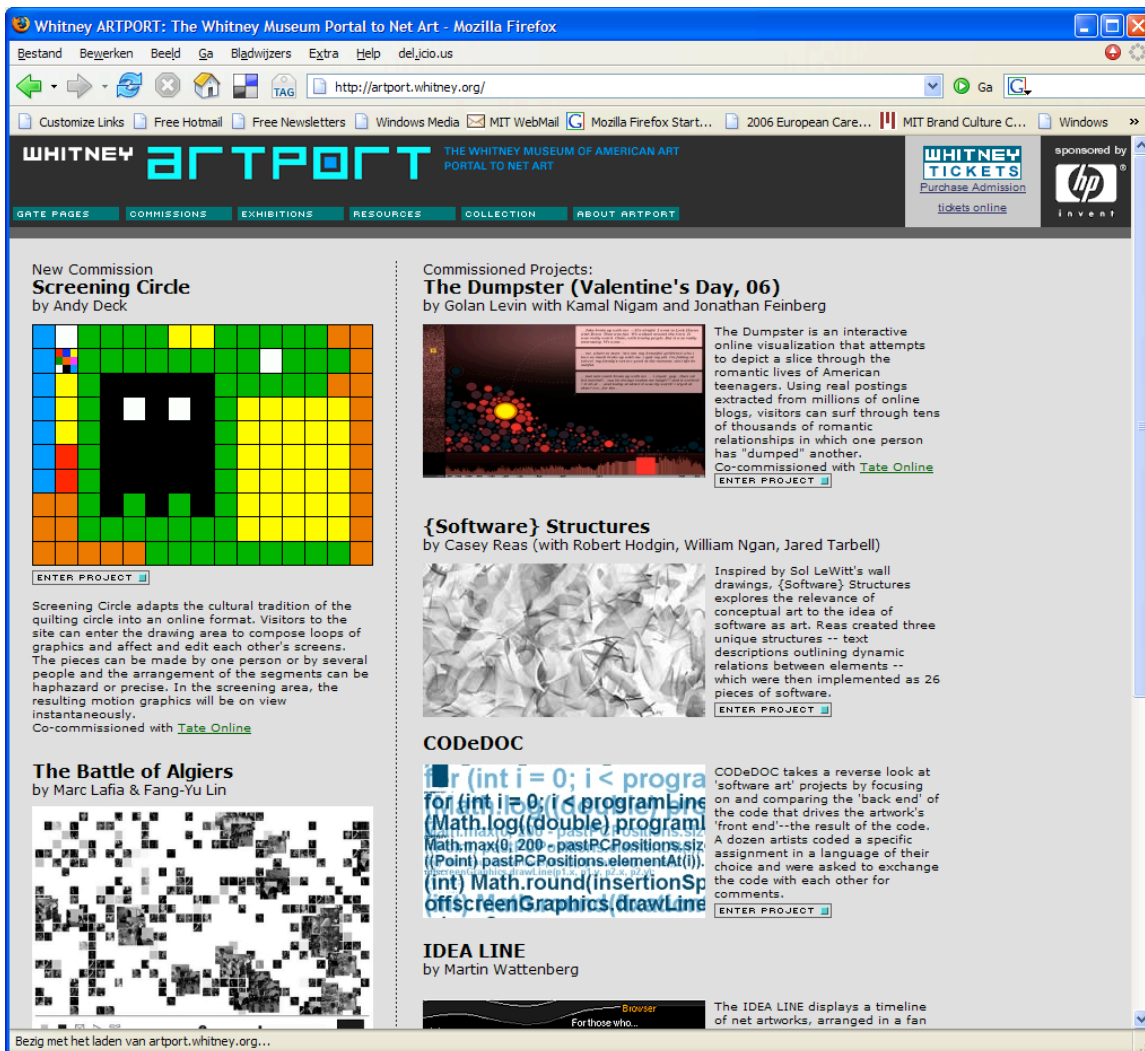 Whitney ARTPORT: The Whitney Museum Portal to Net Art - Mozilla Firefox
Bestand Bewerken Beeld Ga Bladwijzers Extra Help del.icio.us
TAG http://artport.whitney.org/ Ga G
Customize Links Free Hotmail Free Newsletters Windows Media MIT WebMail Mozilla Firefox Start... 2006 European Care... MIT Brand Culture C... Windows »
WHITNEY artport
THE WHITNEY MUSEUM OF AMERICAN ART
PORTAL TO NET ART
WHITNEY
TICKETS
Purchase Admission
tickets online
sponsored by
hp
invent
GATE PAGES COMMISSIONS EXHIBITIONS RESOURCES COLLECTION ABOUT ARTPORT
New Commission
Screening Circle
by Andy Deck
ENTER PROJECT
Screening Circle adapts the cultural tradition of the
quilting circle into an online format. Visitors to the
site can enter the drawing area to compose loops of
graphics and affect and edit each other's screens.
The pieces can be made by one person or by several
people and the arrangement of the segments can be
haphazard or precise. In the screening area, the
resulting motion graphics will be on view
instantaneously.
Co-commissioned with Tate Online
The Battle of Algiers
by Marc Lafia & Fang-Yu Lin
Commissioned Projects:
The Dumpster (Valentine's Day, 06)
by Golan Levin with Kamal Nigam and Jonathan Feinberg
The Dumpster is an interactive
online visualization that attempts
to depict a slice through the
romantic lives of American
teenagers. Using real postings
extracted from millions of online
blogs, visitors can surf through tens
of thousands of romantic
relationships in which one person
has "dumped" another.
Co-commissioned with Tate Online
ENTER PROJECT
{Software} Structures
by Casey Reas (with Robert Hodgin, William Ngan, Jared Tarbell)
Inspired by Sol LeWitt's wall
drawings, {Software} Structures
explores the relevance of
conceptual art to the idea of
software as art. Reas created three
unique structures -- text
descriptions outlining dynamic
relations between elements --
which were then implemented as 26
pieces of software.
ENTER PROJECT
CODeDOC
for (int i = 0; i < progra
for (int i = 0; i < programLine
(Math.log((double) programl
Math.max(0, 200 - pastPCPositions.size
((Point) pastPCPositions.elementAt(i)).
offscreenGraphics.drawLine(p1.x, p1.y, p2.x, p2.y);
(int) Math.round(insertionSp
offscreenGraphics.drawLine
CODeDOC takes a reverse look at
'software art' projects by focusing
on and comparing the 'back end' of
the code that drives the artwork's
'front end'--the result of the code.
A dozen artists coded a specific
assignment in a language of their
choice and were asked to exchange
the code with each other for
comments.
ENTER PROJECT
IDEA LINE
by Martin Wattenberg
Browser
For those who...
The IDEA LINE displays a timeline
of net artworks, arranged in a fan
Bezig met het laden van artport.whitney.org...